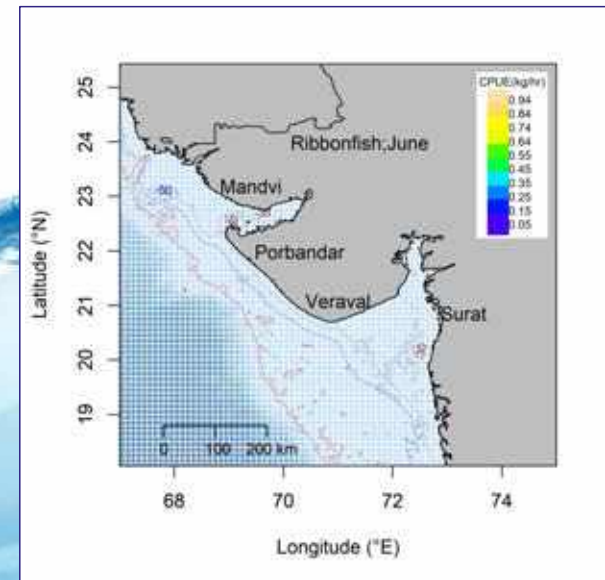 CPUE(kg/hr)
0.94
0.84
0.74
0.64
0.55
0.45
0.35
0.25
0.15
0.05
Ribbonfish;June
Mandvi
Porbandar
Veraval
Surat
Latitude (°N)
25
24
23
22
21
20
19
0 100 200 km
68 70 72 74
Longitude (°E)